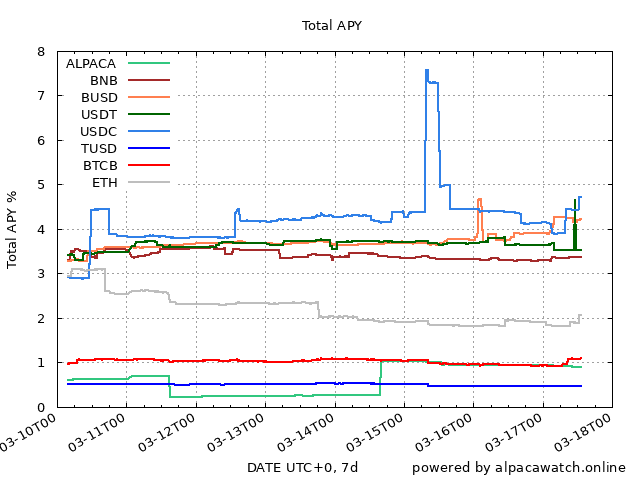 Total APY
Total APY %
8
7
6
5
4
3
2
1
0
ALPACA
BNB
BUSD
USDT
USDC
TUSD
BTCB
ETH
03-10T00
03-11T00
03-12T00
03-13T00
03-14T00
03-15T00
03-16T00
03-17T00
03-18T00
DATE UTC+0, 7d
powered by alpacawatch.online